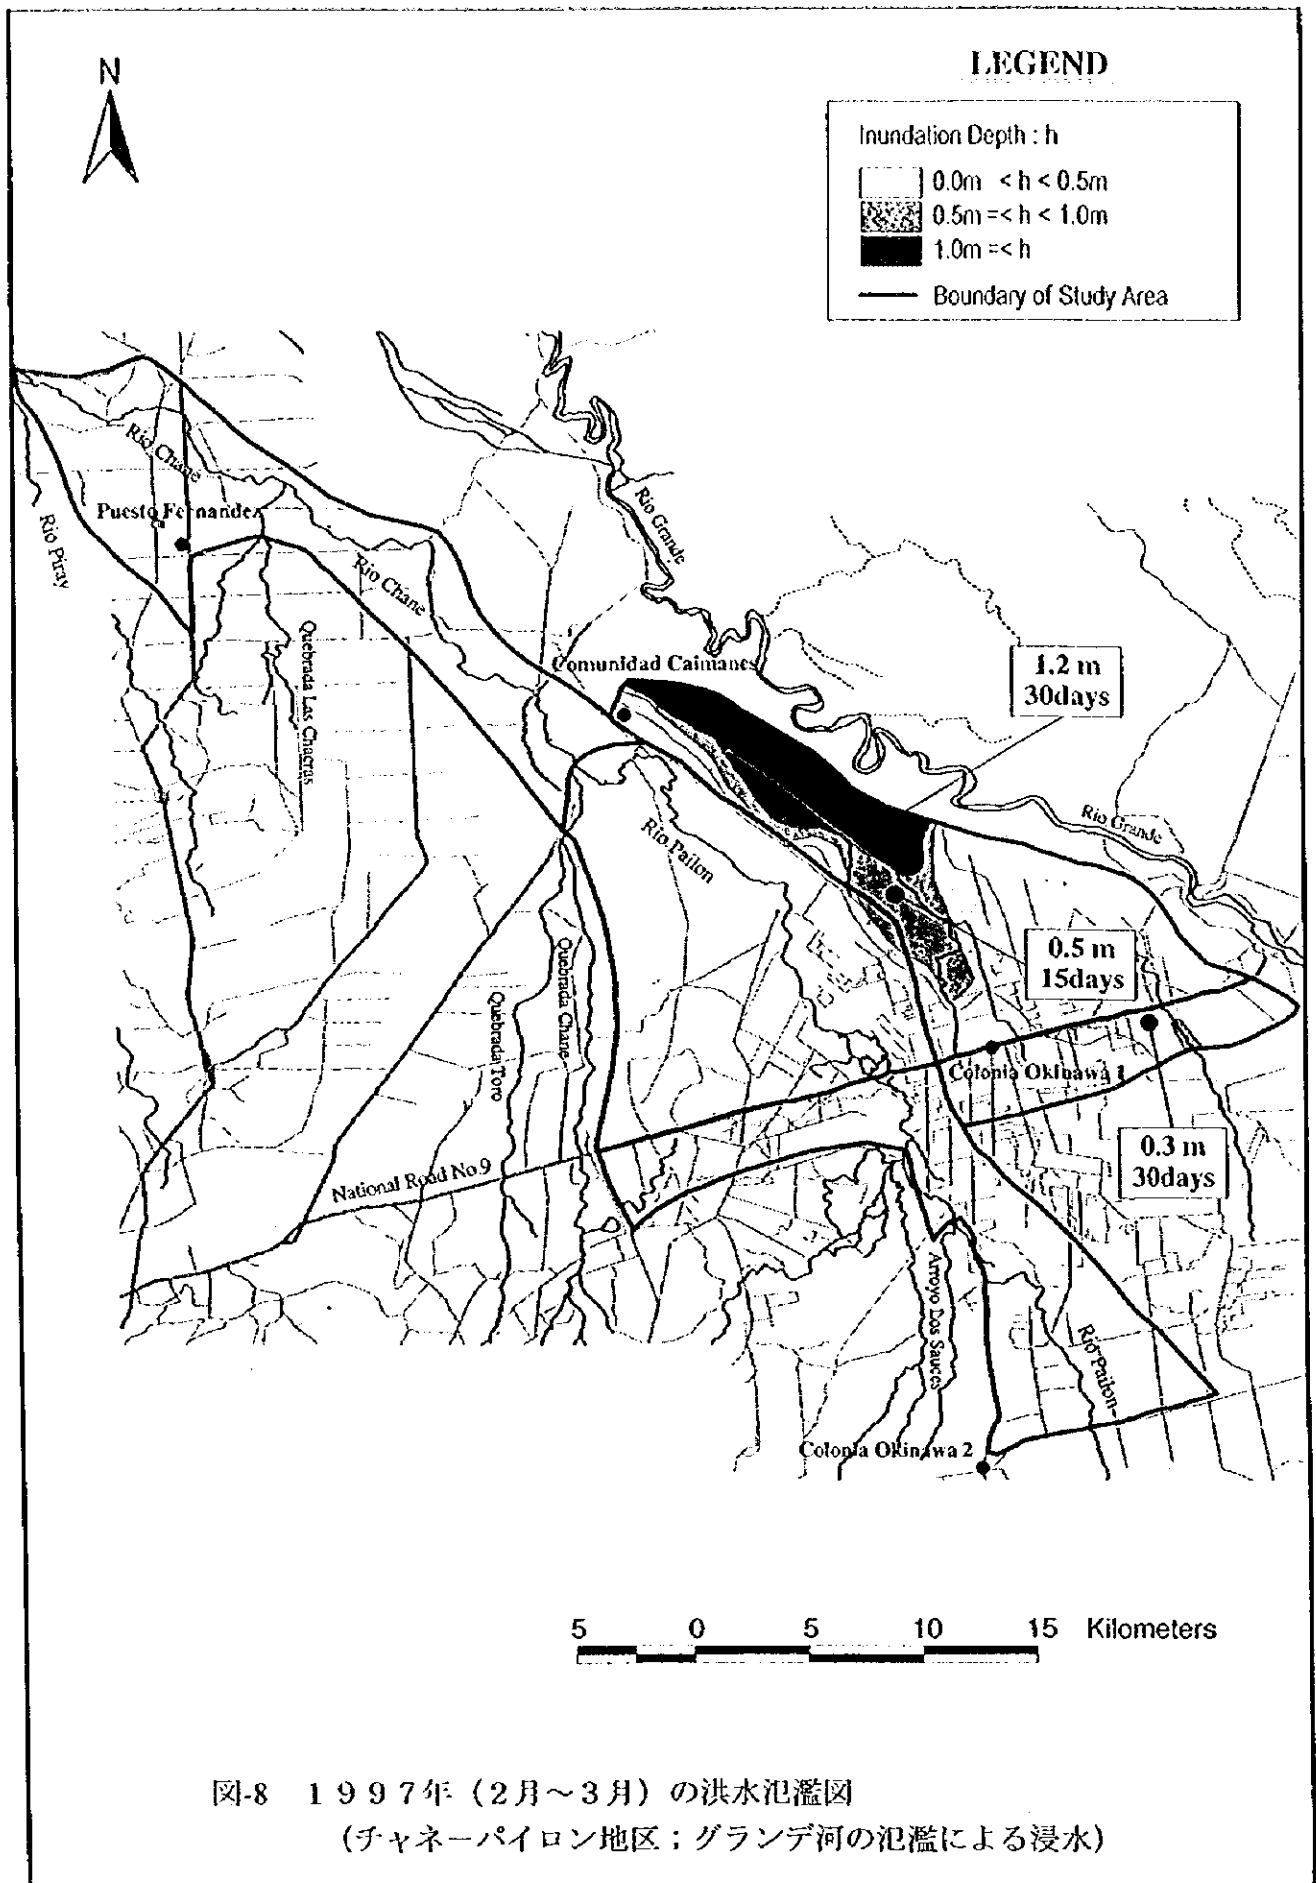 N
LEGEND
Inundation Depth : h
0.0m < h < 0.5m
0.5m =< h < 1.0m
1.0m =< h
Boundary of Study Area
Rio Chane
Puesto Fernandez
Rio Piray
Rio Chane
Rio Grande
Quebrada Las Chacras
Comunidad Caimanes
1.2 m
30days
Rio Grande
Rio Pailon
0.5 m
15days
Quebrada Chane
Quebrada Toro
Colonia Okinawa 1
0.3 m
30days
National Road No.9
Arroyo Dos Sauces
Rio Pailon
Colonia Okinawa 2
5 0 5 10 15 Kilometers
図-8 1997年（2月～3月）の洪水氾濫図
（チャネーパイロン地区；グランデ河の氾濫による浸水）